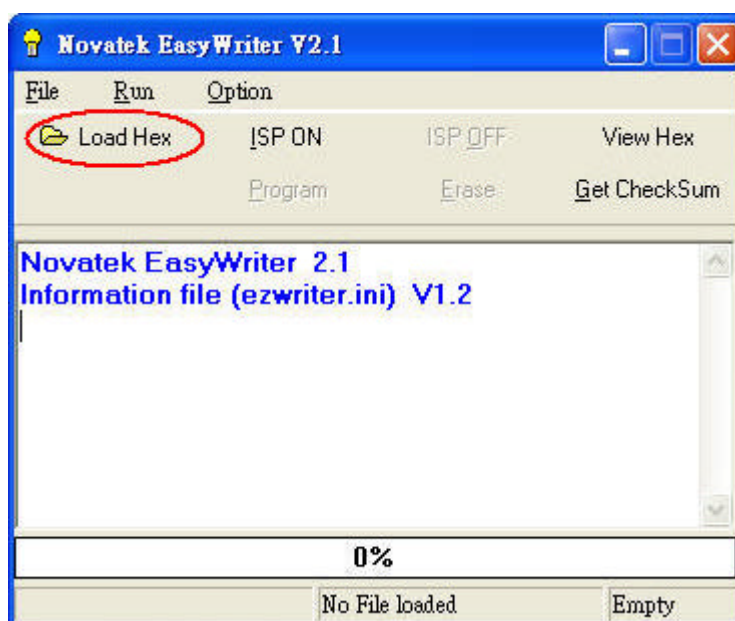 Novatek EasyWriter V2.1
File Run Option
Load Hex ISP ON ISP OFF View Hex
Program Erase Get CheckSum
Novatek EasyWriter 2.1
Information file (ezwriter.ini) V1.2
0%
No File loaded Empty